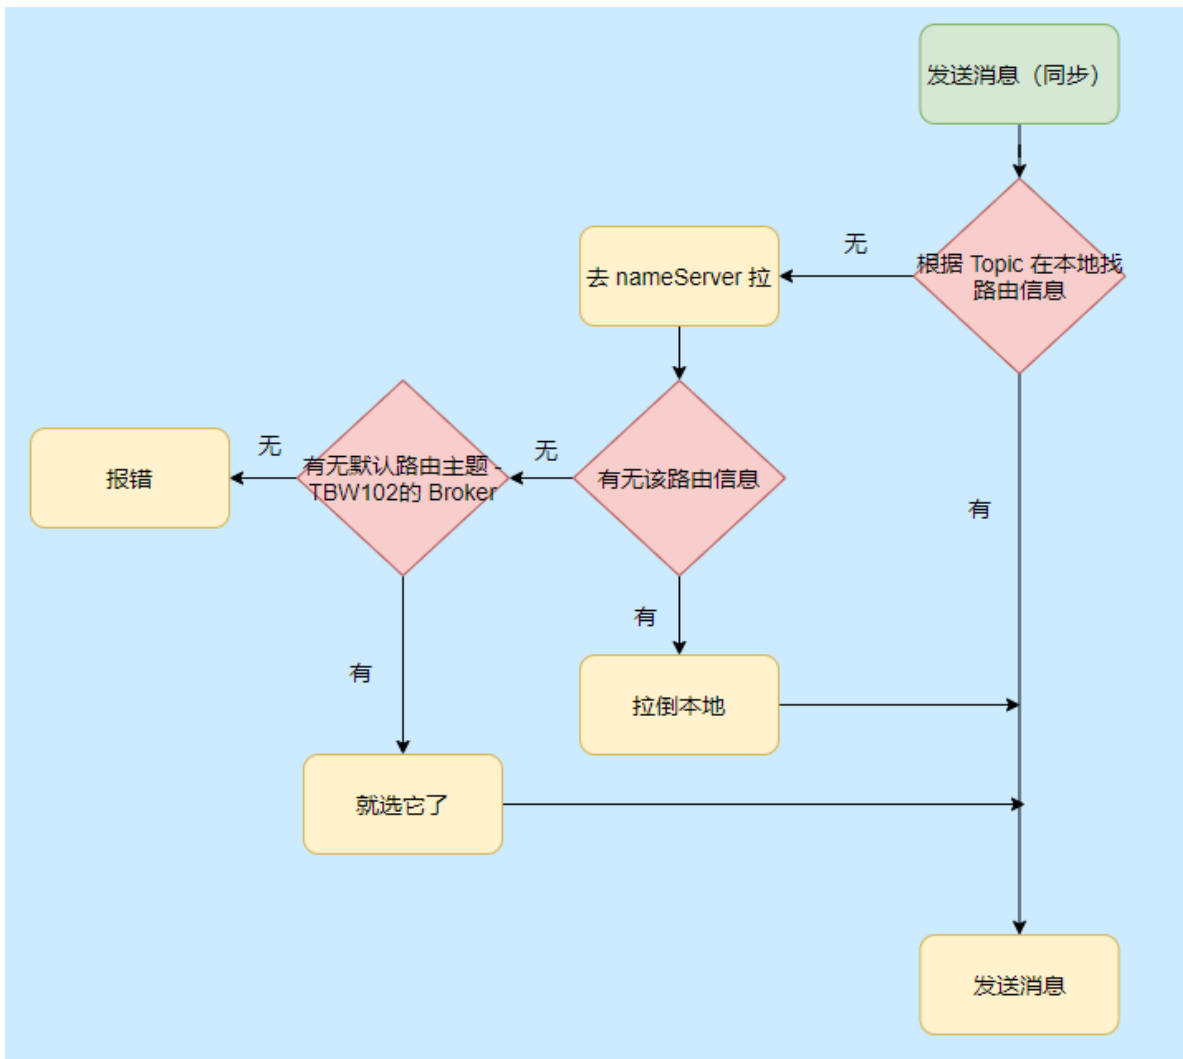 发送消息（同步）
无
根据 Topic 在本地找
路由信息
去 nameServer 拉
无
有无默认路由主题 -
TBW102的 Broker
无
有无该路由信息
报错
有
有
拉倒本地
有
就选它了
发送消息